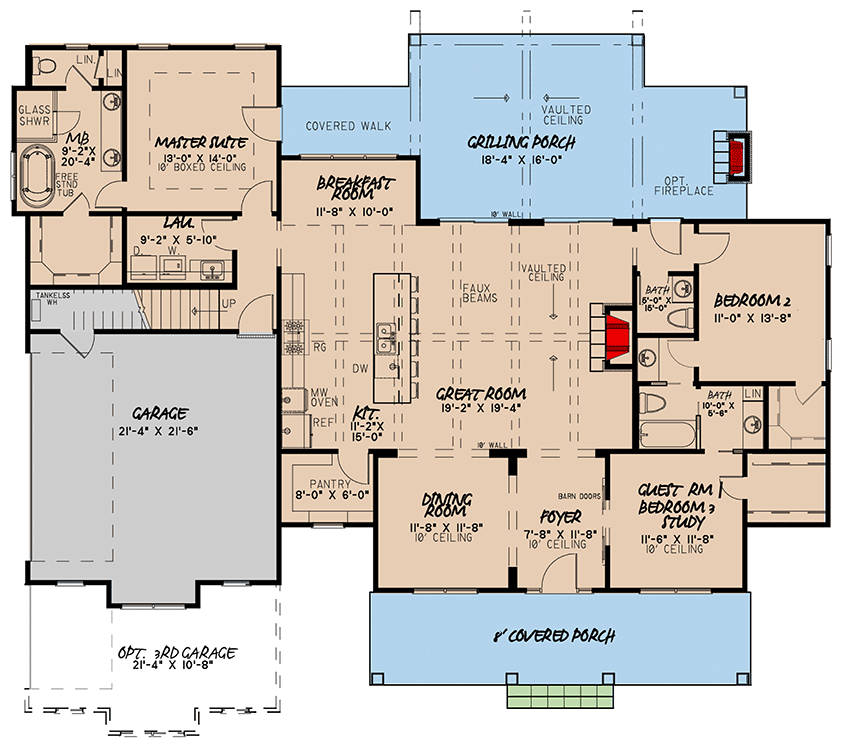 LIN.
LIN
GLASS
SHWR
M.B.
9'-2"X
20'-4"
FREE
STND
TUB
MASTER SUITE
13'-0" X 14'-0"
10' BOXED CEILING
COVERED WALK
VAULTED
CEILING
GRILLING PORCH
18'-4" X 16'-0"
OPT.
FIREPLACE
10' WALL
BREAKFAST
ROOM
11'-8" X 10'-0"
LAU.
9'-2" X 5'-10"
D.
W.
TANKELSS
WH
UP
FAUX
BEAMS
VAULTED
CEILING
BATH
5'-0" X
15'-0"
BEDROOM 2
11'-0" X 13'-8"
RG
DW
MW
OVEN
REF
KIT.
11'-2"X
15'-0"
GREAT ROOM
19'-2" X 19'-4"
10' WALL
BATH
10'-0" X
5'-6"
LIN
GARAGE
21'-4" X 21'-6"
PANTRY
8'-0" X 6'-0"
DINING
ROOM
11'-8" X 11'-8"
10' CEILING
BARN DOORS
FOYER
7'-8" X 11'-8"
10' CEILING
GUEST RM /
BEDROOM 3
STUDY
11'-6" X 11'-8"
10' CEILING
8' COVERED PORCH
OPT. 3RD GARAGE
21'-4" X 10'-8"